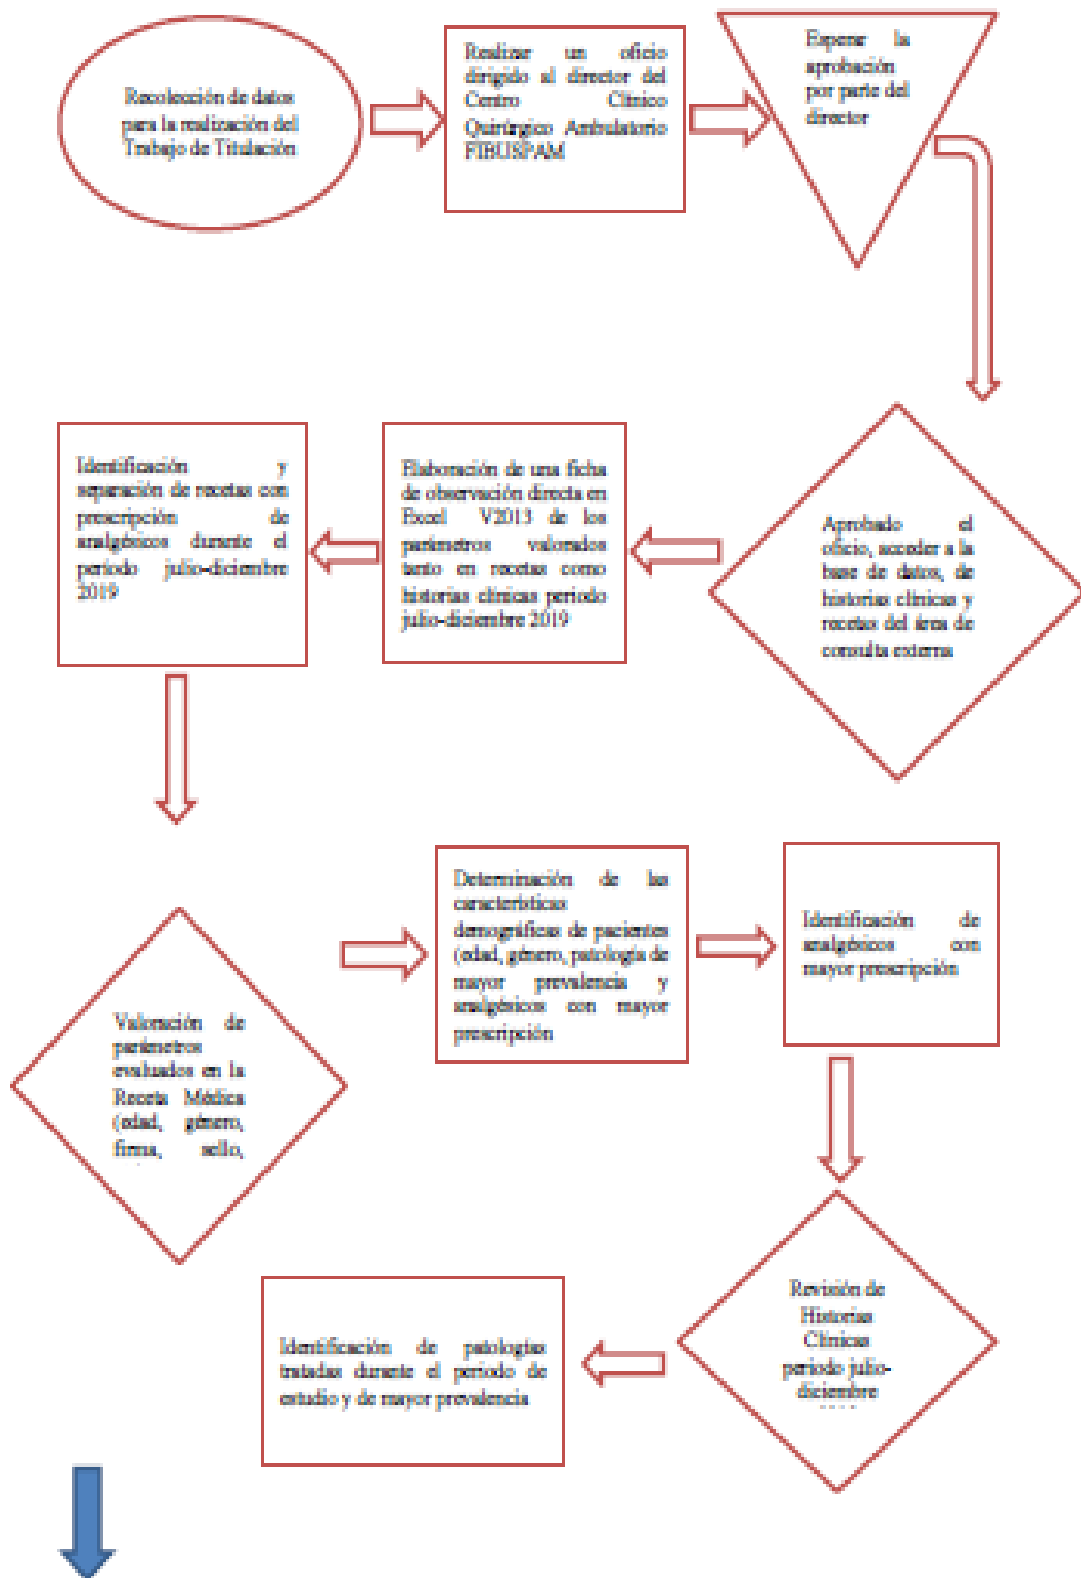 Recolección de datos
para la realización del
Trabajo de Titulación
Realizar un oficio
dirigido al director del
Centro Clínico
Quirúrgico Ambulatorio
FIBUSPAM
Esperar la
aprobación
por parte del
director
Aprobado el
oficio, acceder a la
base de datos, de
historias clínicas y
recetas del área de
consulta externa
Elaboración de una ficha
de observación directa en
Excel V2013 de los
parámetros valorados
tanto en recetas como
historias clínicas periodo
julio-diciembre 2019
Identificación y
separación de recetas con
prescripción de
analgésicos durante el
periodo julio-diciembre
2019
Valoración de
parámetros
evaluados en la
Receta Médica
(edad, género,
firma, sello,
Determinación de las
características
demográficas de pacientes
(edad, género, patología de
mayor prevalencia y
analgésicos con mayor
prescripción
Identificación de
analgésicos con
mayor prescripción
Revisión de
Historias
Clínicas
periodo julio-
diciembre
Identificación de patologías
tratadas durante el periodo de
estudio y de mayor prevalencia